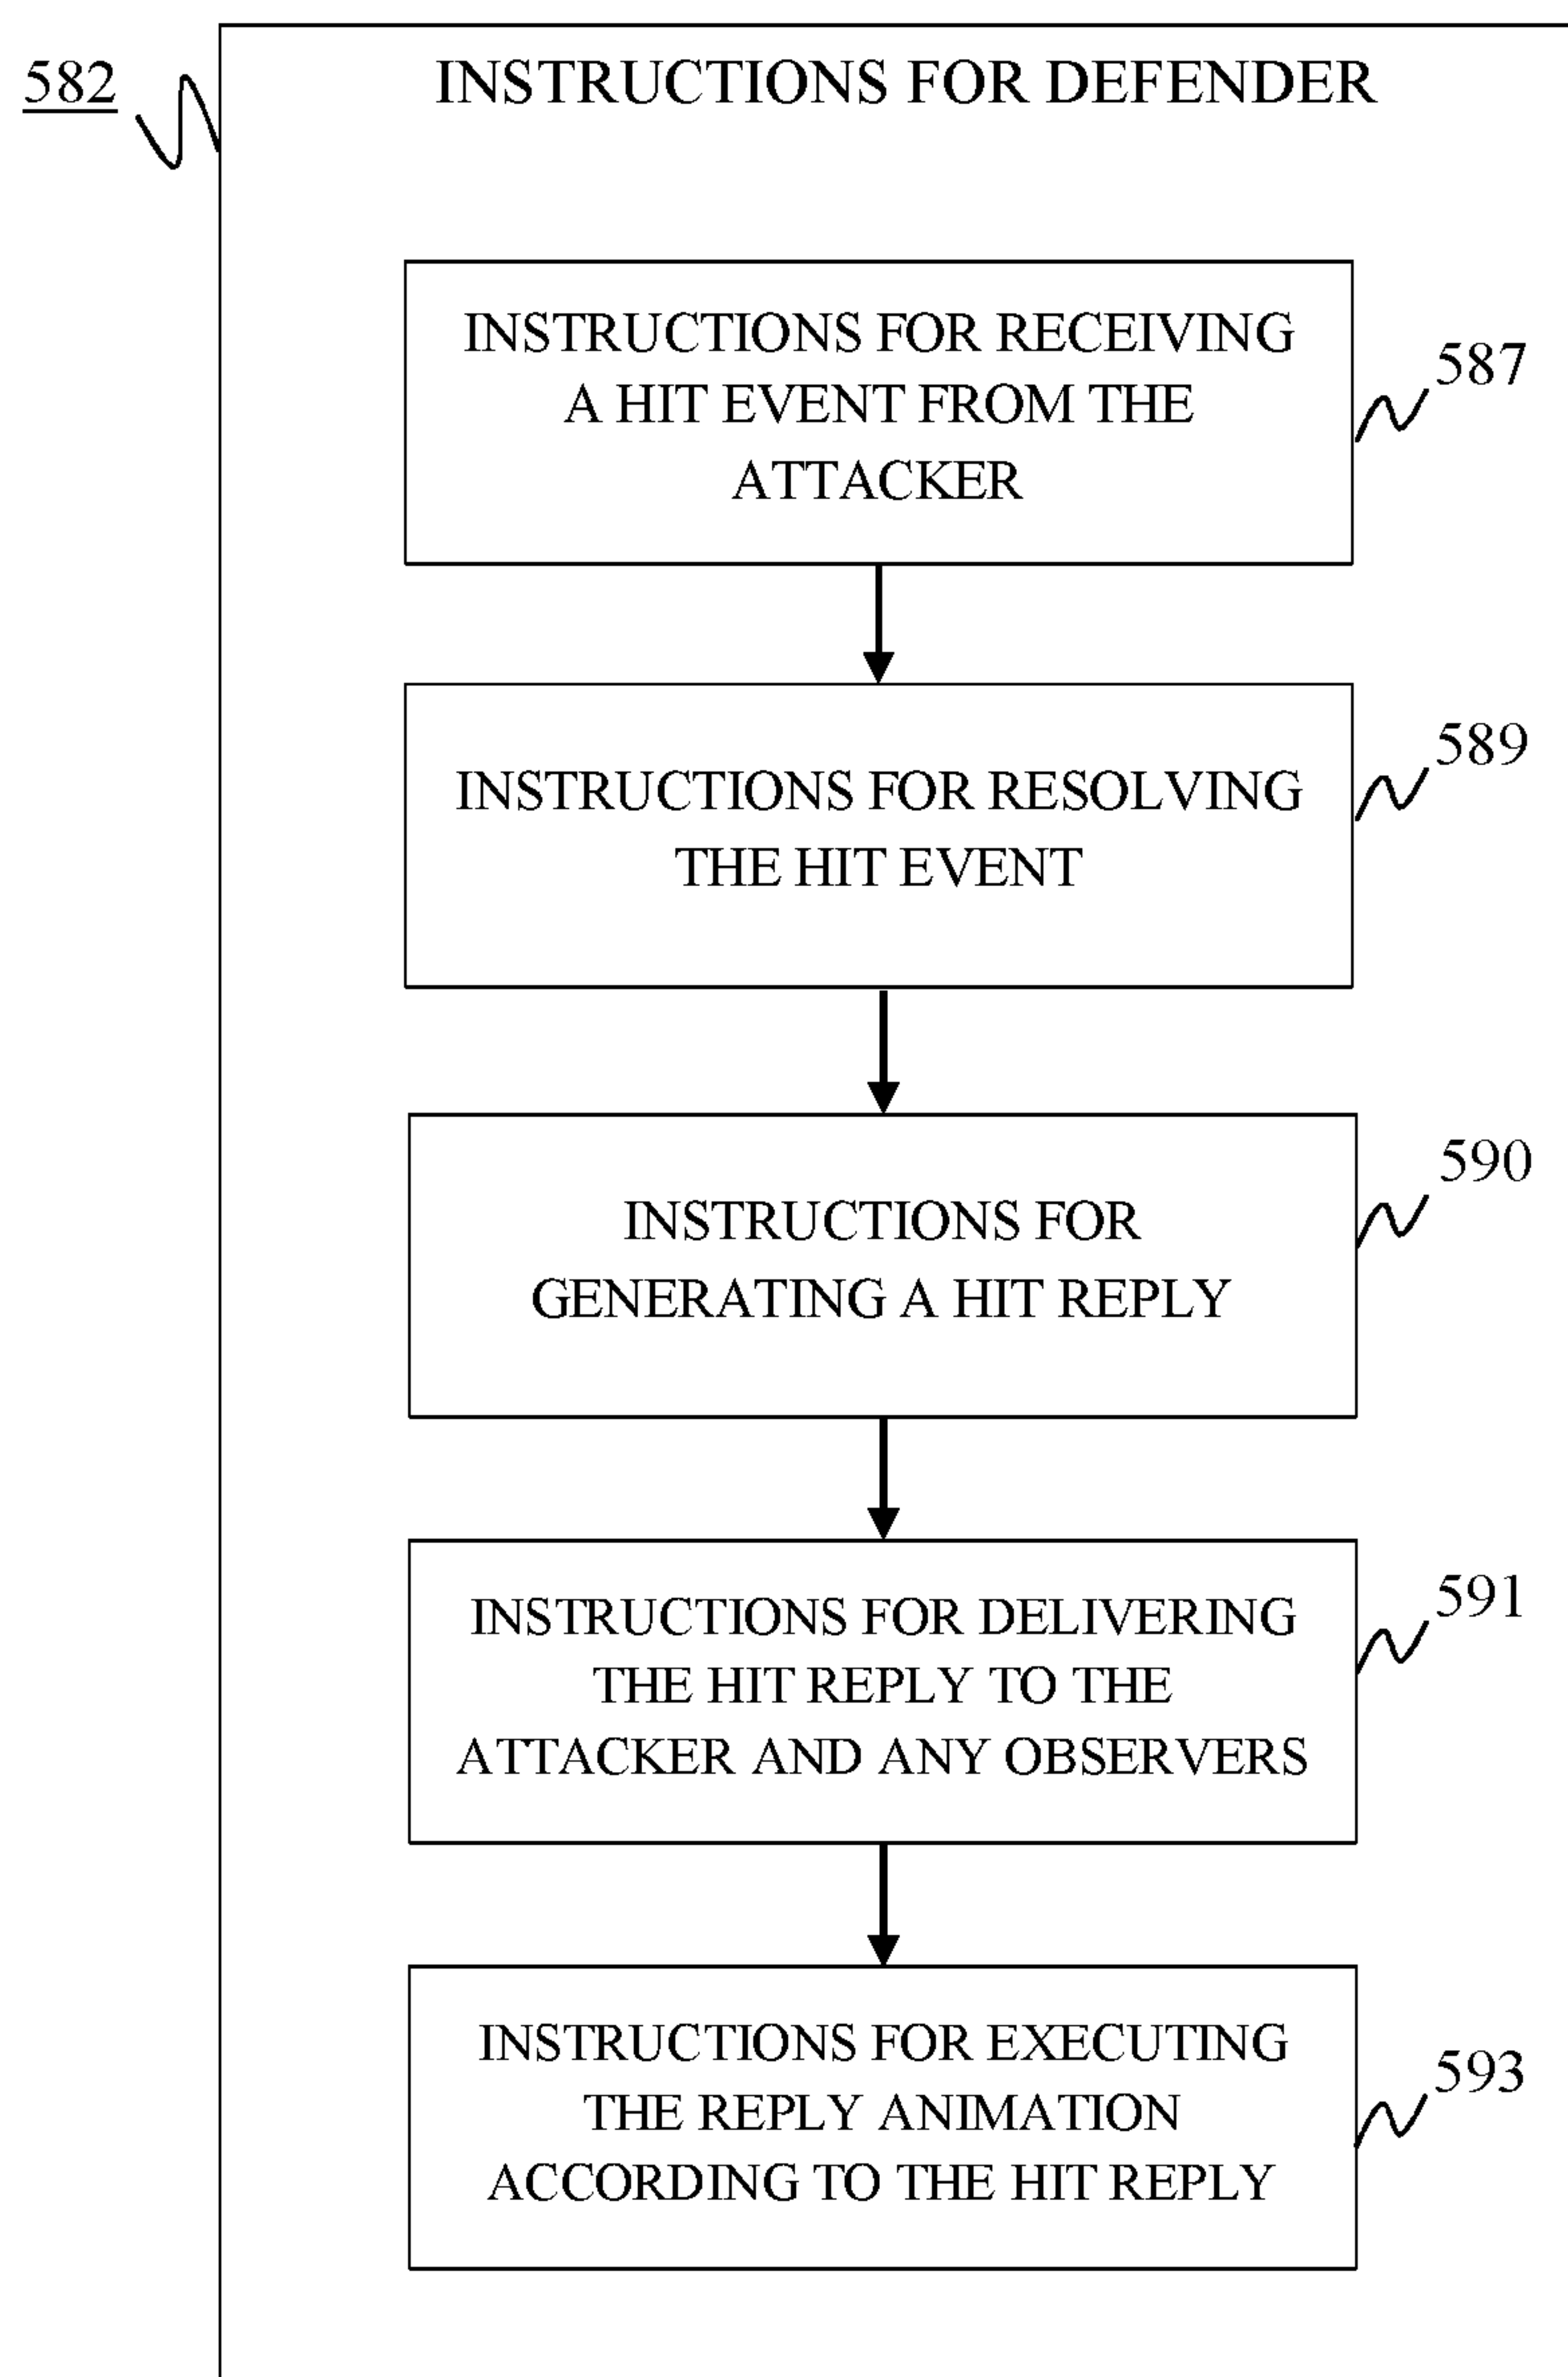 582
INSTRUCTIONS FOR DEFENDER
INSTRUCTIONS FOR RECEIVING
A HIT EVENT FROM THE
ATTACKER
587
INSTRUCTIONS FOR RESOLVING
THE HIT EVENT
589
INSTRUCTIONS FOR
GENERATING A HIT REPLY
590
INSTRUCTIONS FOR DELIVERING
THE HIT REPLY TO THE
ATTACKER AND ANY OBSERVERS
591
INSTRUCTIONS FOR EXECUTING
THE REPLY ANIMATION
ACCORDING TO THE HIT REPLY
593